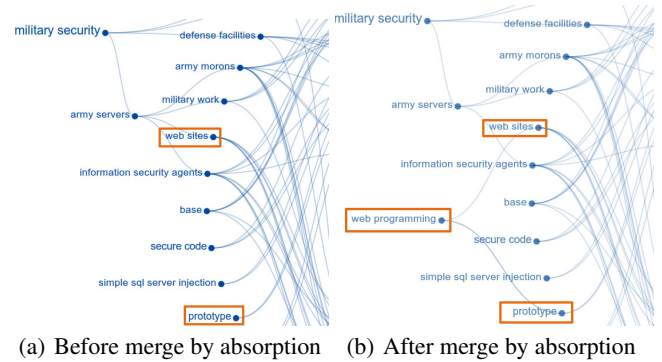 military security
defense facilities
army morons
military work
army servers
web sites
information security agents
base
secure code
simple sql server injection
prototype
(a) Before merge by absorption
military security
defense facilities
army morons
military work
army servers
web sites
information security agents
base
web programming
secure code
simple sql server injection
prototype
(b) After merge by absorption